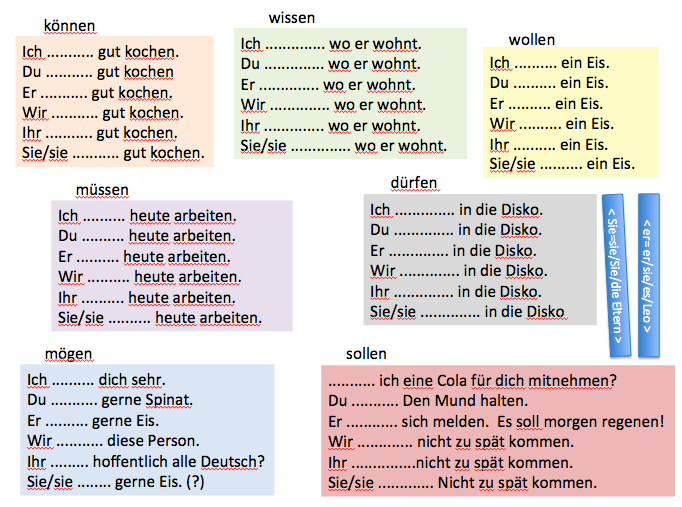 können
Ich ........... gut kochen.
Du ........... gut kochen
Er .......... gut kochen.
Wir ........... gut kochen.
Ihr .......... gut kochen.
Sie/sie ........... gut kochen.
wissen
Ich .............. wo er wohnt.
Du .............. wo er wohnt.
Er .............. wo er wohnt.
Wir .............. wo er wohnt.
Ihr .............. wo er wohnt.
Sie/sie .............. wo er wohnt.
wollen
Ich .......... ein Eis.
Du .......... ein Eis.
Er .......... ein Eis.
Wir .......... ein Eis.
Ihr .......... ein Eis.
Sie/sie .......... ein Eis.
müssen
Ich .......... heute arbeiten.
Du .......... heute arbeiten.
Er .......... heute arbeiten.
Wir .......... heute arbeiten.
Ihr .......... heute arbeiten.
Sie/sie .......... heute arbeiten.
dürfen
Ich .............. in die Disko.
Du .............. in die Disko.
Er .............. in die Disko.
Wir .............. in die Disko.
Ihr .............. in die Disko.
Sie/sie .............. in die Disko
< Sie=sie/Sie/die Eltern >
< er= er/sie/es/Leo >
mögen
Ich .......... dich sehr.
Du ........... gerne Spinat.
Er .......... gerne Eis.
Wir ........... diese Person.
Ihr ......... hoffentlich alle Deutsch?
Sie/sie ........ gerne Eis. (?)
sollen
........... ich eine Cola für dich mitnehmen?
Du .......... Den Mund halten.
Er ............ sich melden. Es soll morgen regenen!
Wir ............. nicht zu spät kommen.
Ihr ...............nicht zu spät kommen.
Sie/sie ............. Nicht zu spät kommen.